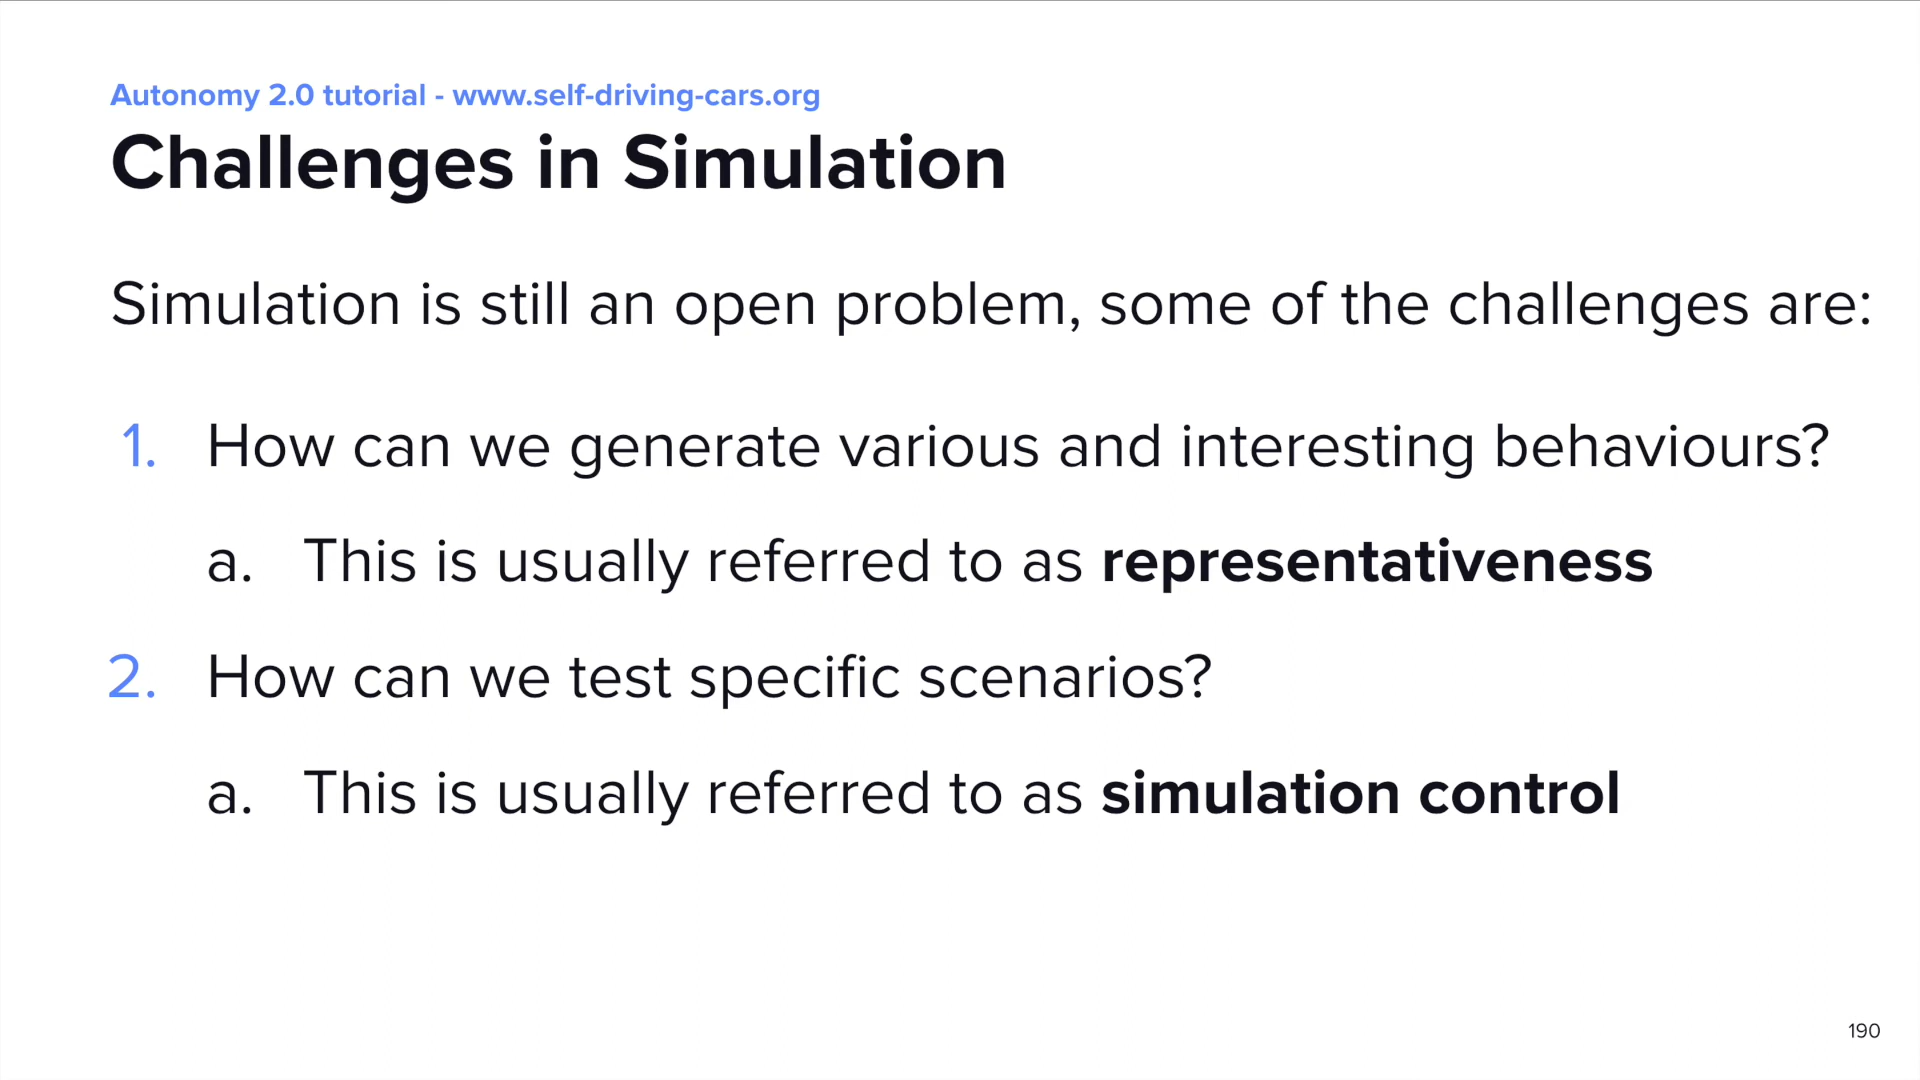 Autonomy 2.0 tutorial - www.self-driving-cars.org
Challenges in Simulation
Simulation is still an open problem, some of the challenges are:
1. How can we generate various and interesting behaviours?
a. This is usually referred to as representativeness
2. How can we test specific scenarios?
a. This is usually referred to as simulation control
190